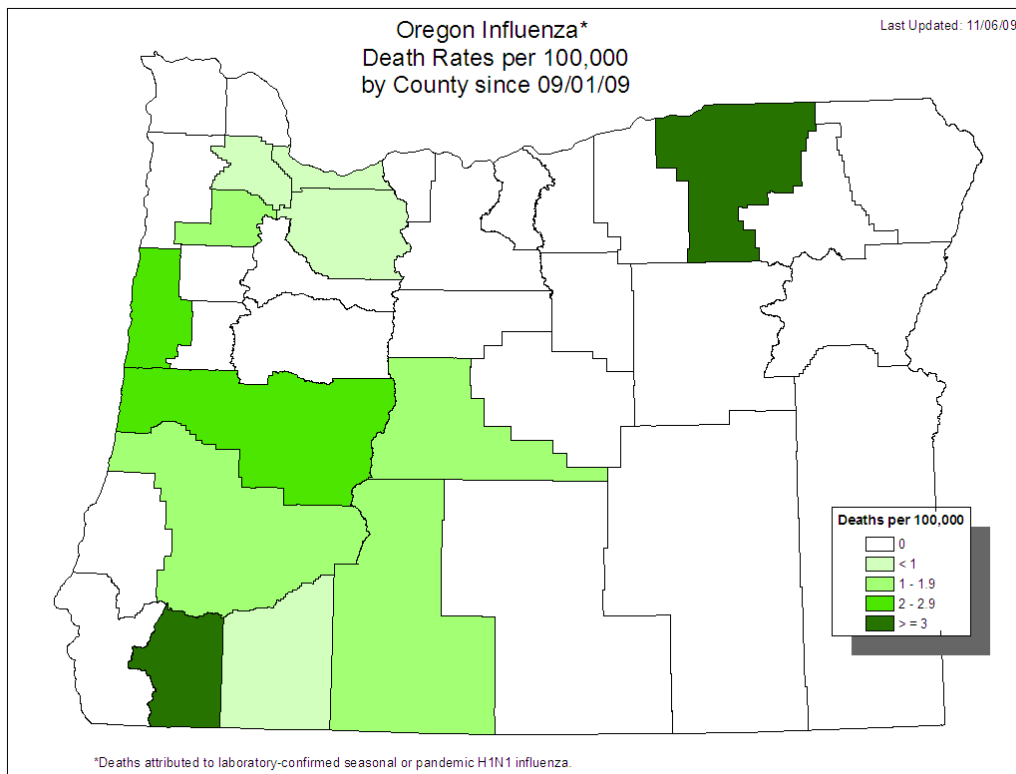 Oregon Influenza*
Death Rates per 100,000
by County since 09/01/09
Last Updated: 11/06/09
Deaths per 100,000
0
< 1
1 - 1.9
2 - 2.9
> = 3
*Deaths attributed to laboratory-confirmed seasonal or pandemic H1N1 influenza.